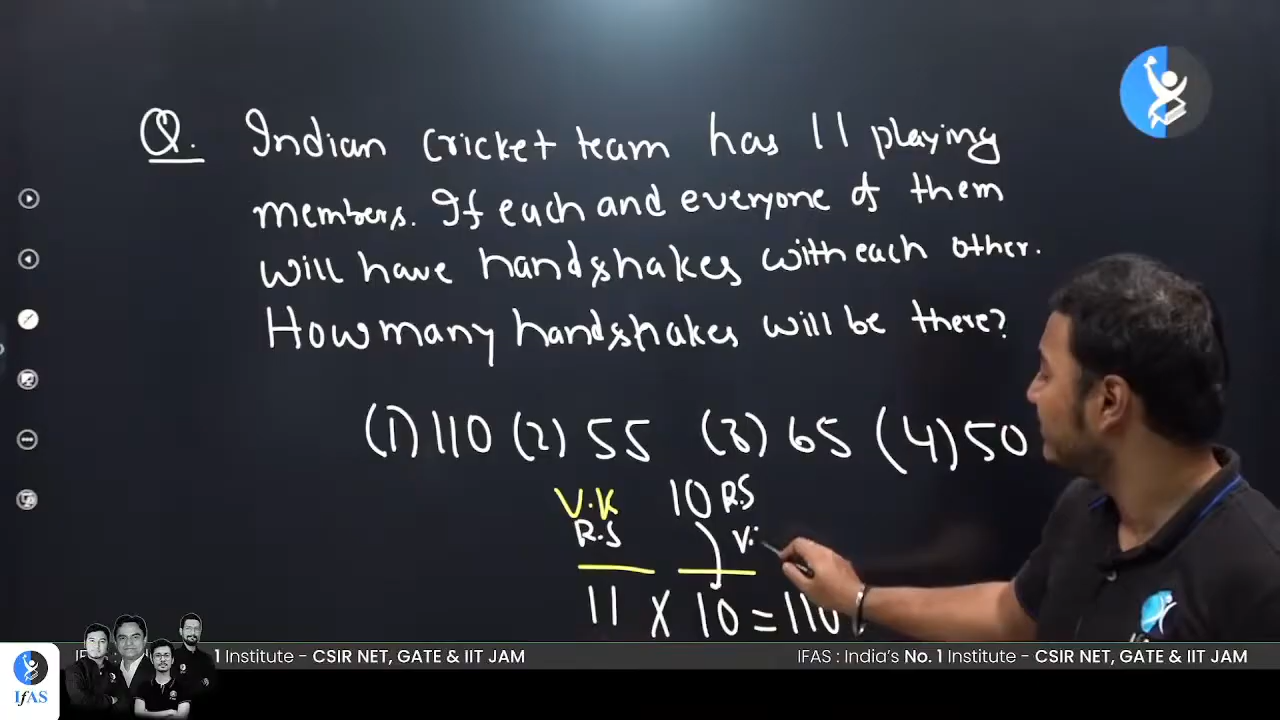 Q. Indian cricket team has 11 playing
members. If each and everyone of them
will have handshakes with each other.
How many handshakes will be there?
(1) 110 (2) 55 (3) 65 (4) 50
V.K 10 R.S
R.S V.
11 X 10 = 110
1 Institute - CSIR NET, GATE & IIT JAM
IFAS : India's No. 1 Institute - CSIR NET, GATE & IIT JAM
IfAS